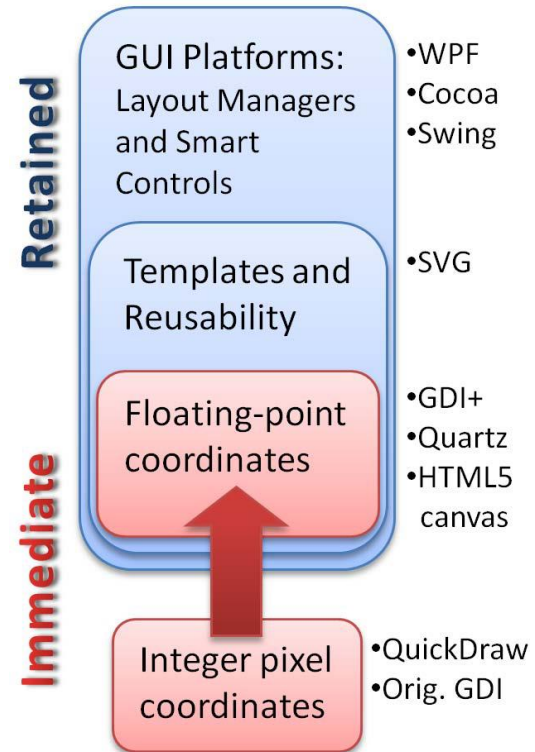 Retained
GUI Platforms:
Layout Managers
and Smart
Controls
•WPF
•Cocoa
•Swing
Templates and
Reusability
•SVG
Immediate
Floating-point
coordinates
•GDI+
•Quartz
•HTML5
canvas
Integer pixel
coordinates
•QuickDraw
•Orig. GDI